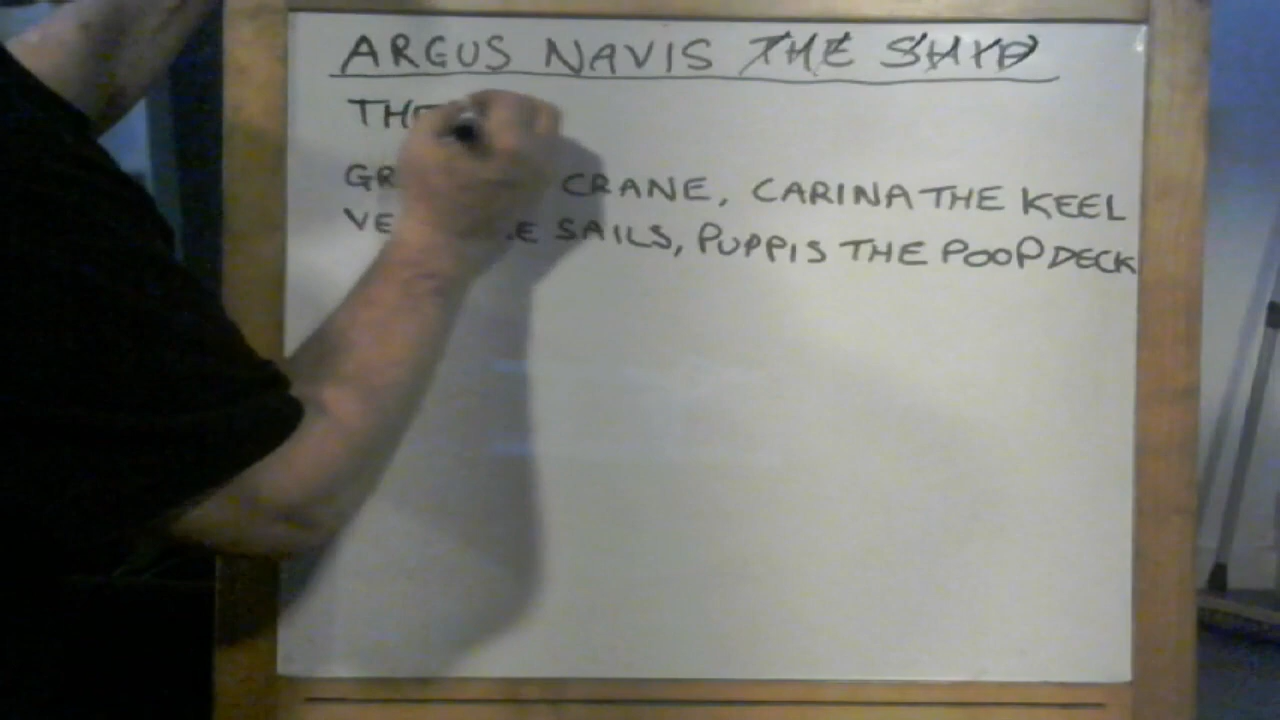 ARGUS NAVIS THE SHIP
THE
GR CRANE, CARINA THE KEEL
VE E SAILS, PUPPIS THE POOP DECK